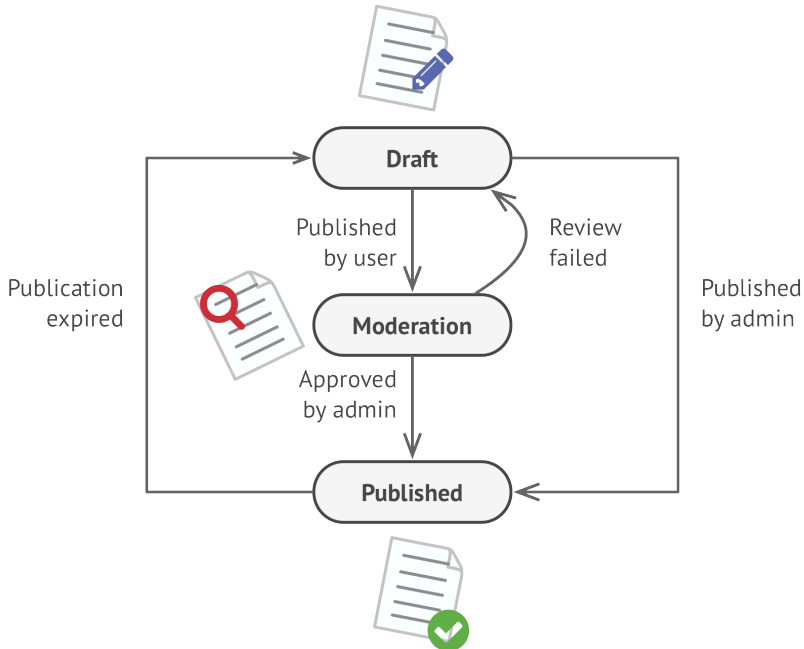 Draft
Published
by user
Review
failed
Publication
expired
Published
by admin
Moderation
Approved
by admin
Published